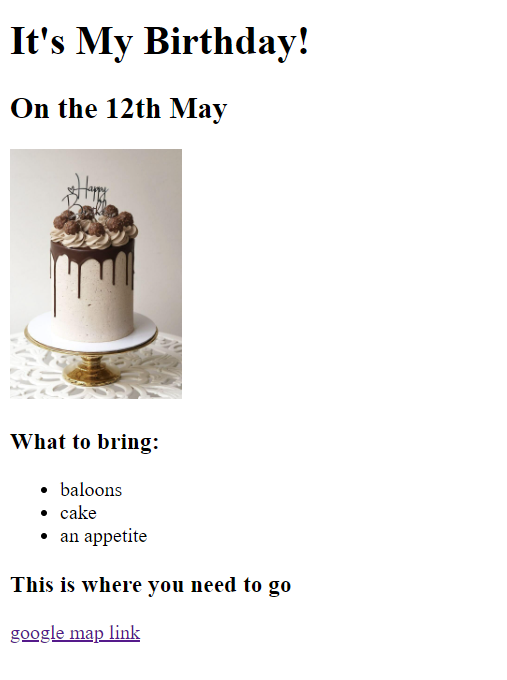 It's My Birthday!
On the 12th May
Happy
What to bring:
baloons
cake
an appetite
This is where you need to go
google map link